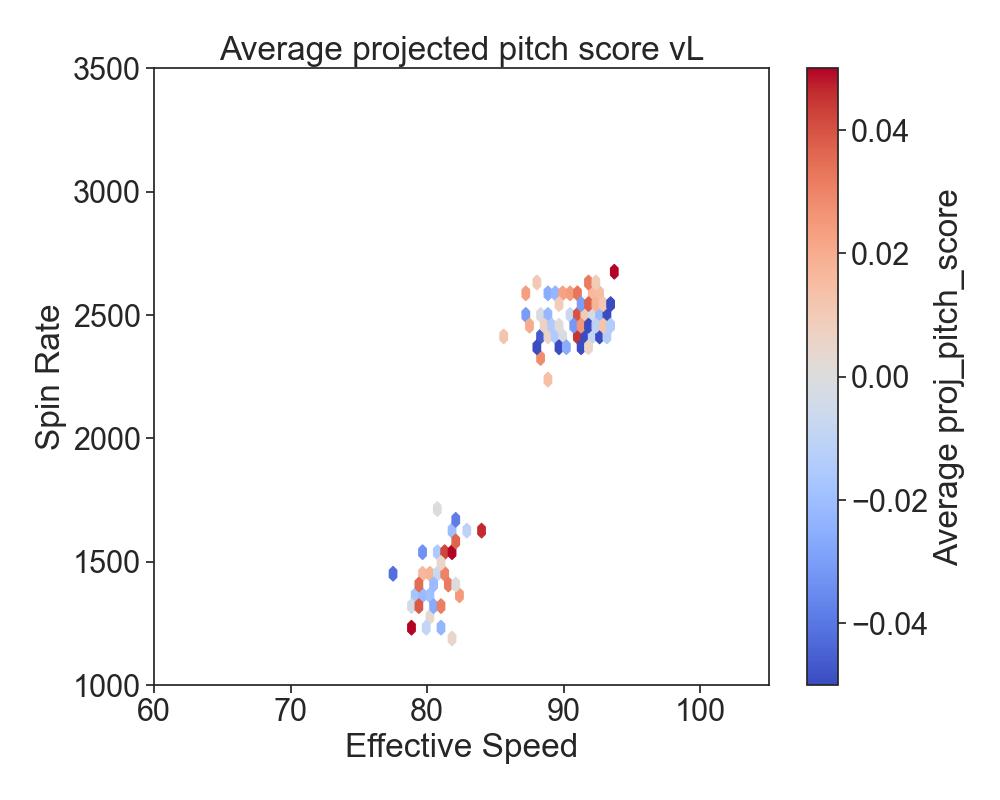 Average projected pitch score vL
3500
3000
2500
2000
1500
1000
Spin Rate
60 70 80 90 100
Effective Speed
0.04
0.02
0.00
−0.02
−0.04
Average proj_pitch_score